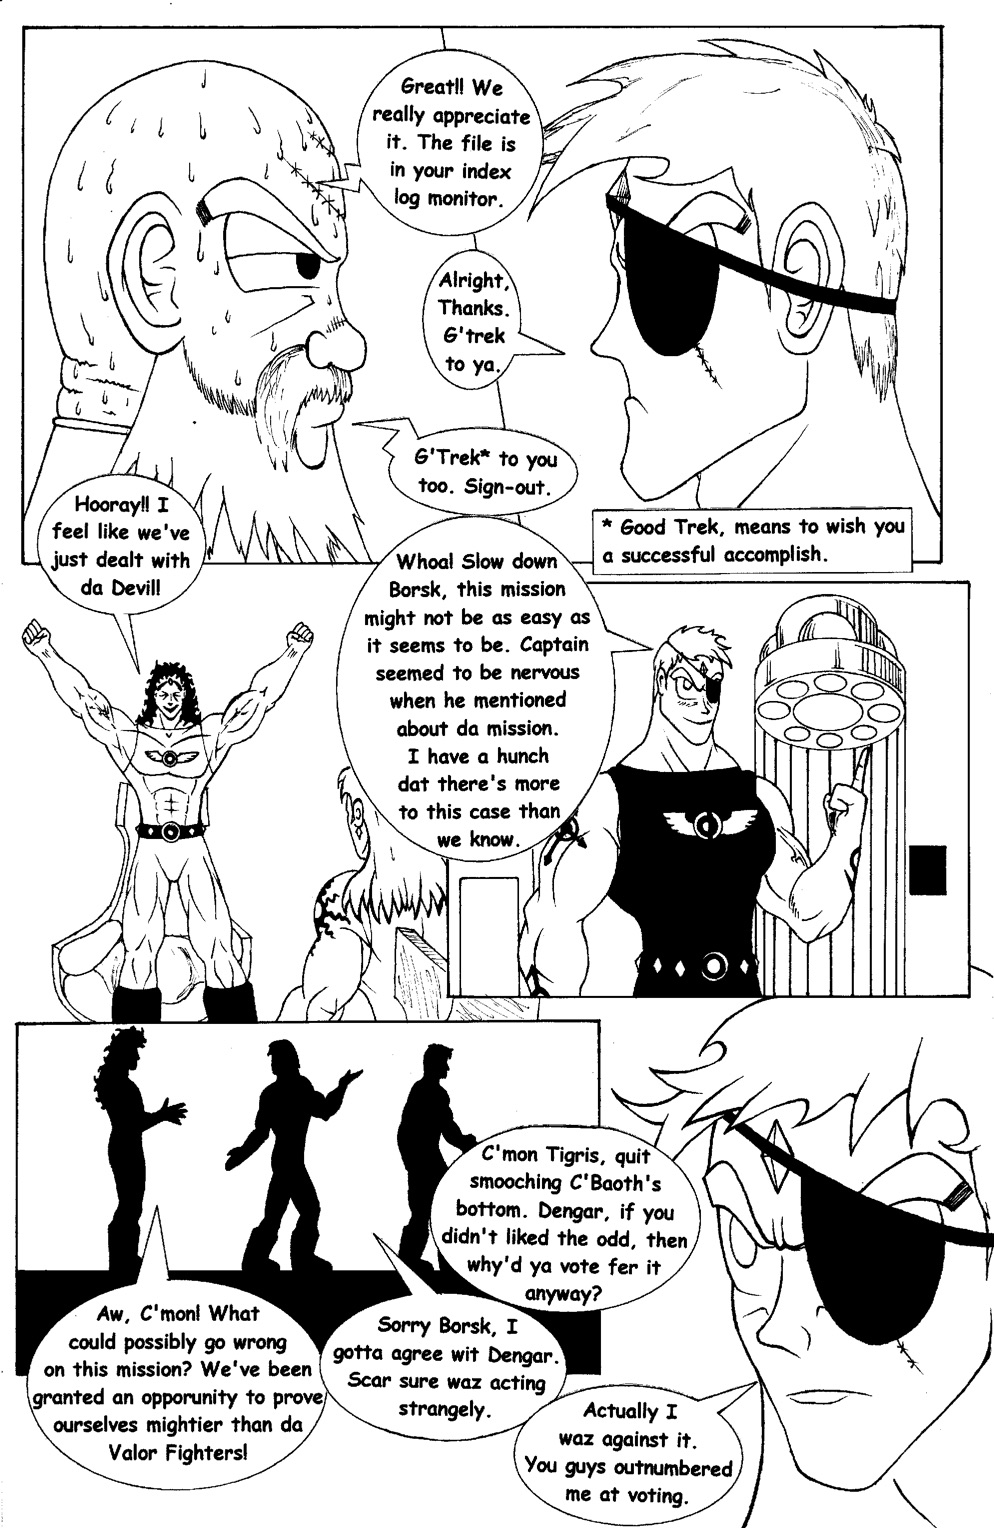 Great!! We
really appreciate
it. The file is
in your index
log monitor.
Alright,
Thanks.
G'trek
to ya.
G'Trek* to you
too. Sign-out.
* Good Trek, means to wish you
a successful accomplish.
Hooray!! I
feel like we've
just dealt with
da Devil!
Whoa! Slow down
Borsk, this mission
might not be as easy as
it seems to be. Captain
seemed to be nervous
when he mentioned
about da mission.
I have a hunch
dat there's more
to this case than
we know.
C'mon Tigris, quit
smooching C'Baoth's
bottom. Dengar, if you
didn't liked the odd, then
why'd ya vote fer it
anyway?
Aw, C'mon! What
could possibly go wrong
on this mission? We've been
granted an opporunity to prove
ourselves mightier than da
Valor Fighters!
Sorry Borsk, I
gotta agree wit Dengar.
Scar sure waz acting
strangely.
Actually I
waz against it.
You guys outnumbered
me at voting.